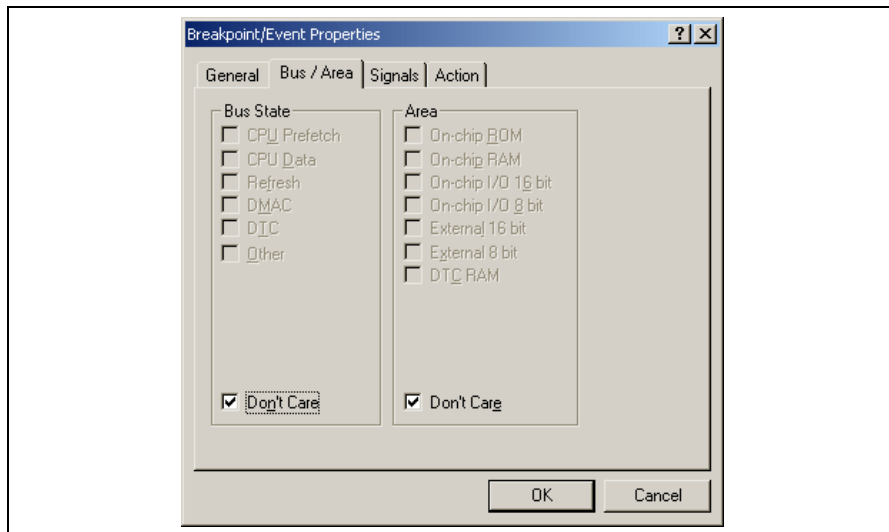 Breakpoint/Event Properties
General Bus / Area Signals Action
Bus State
CPU Prefetch
CPU Data
Refresh
DMAC
DTC
Other
Don't Care
Area
On-chip ROM
On-chip RAM
On-chip I/O 16 bit
On-chip I/O 8 bit
External 16 bit
External 8 bit
DTC RAM
Don't Care
OK Cancel